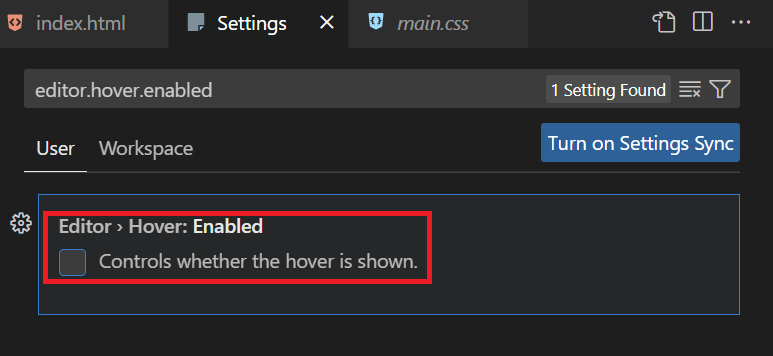 index.html Settings main.css
editor.hover.enabled 1 Setting Found
User Workspace Turn on Settings Sync
Editor › Hover: Enabled
Controls whether the hover is shown.